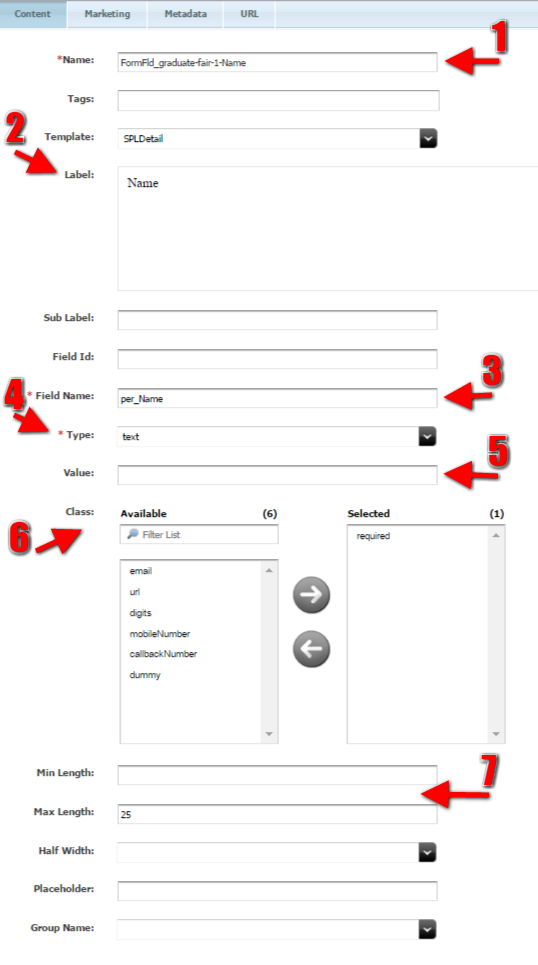 Content Marketing Metadata URL
1
*Name: FormFld_graduate-fair-1-Name
Tags:
2
Template: SPLDetail
Label: Name
Sub Label:
Field Id:
3
4 * Field Name: per_Name
* Type: text
5
Value:
Class: Available (6) Selected (1)
6 Filter List required
email
url
digits
mobileNumber
callbackNumber
dummy
7
Min Length:
Max Length: 25
Half Width:
Placeholder:
Group Name: